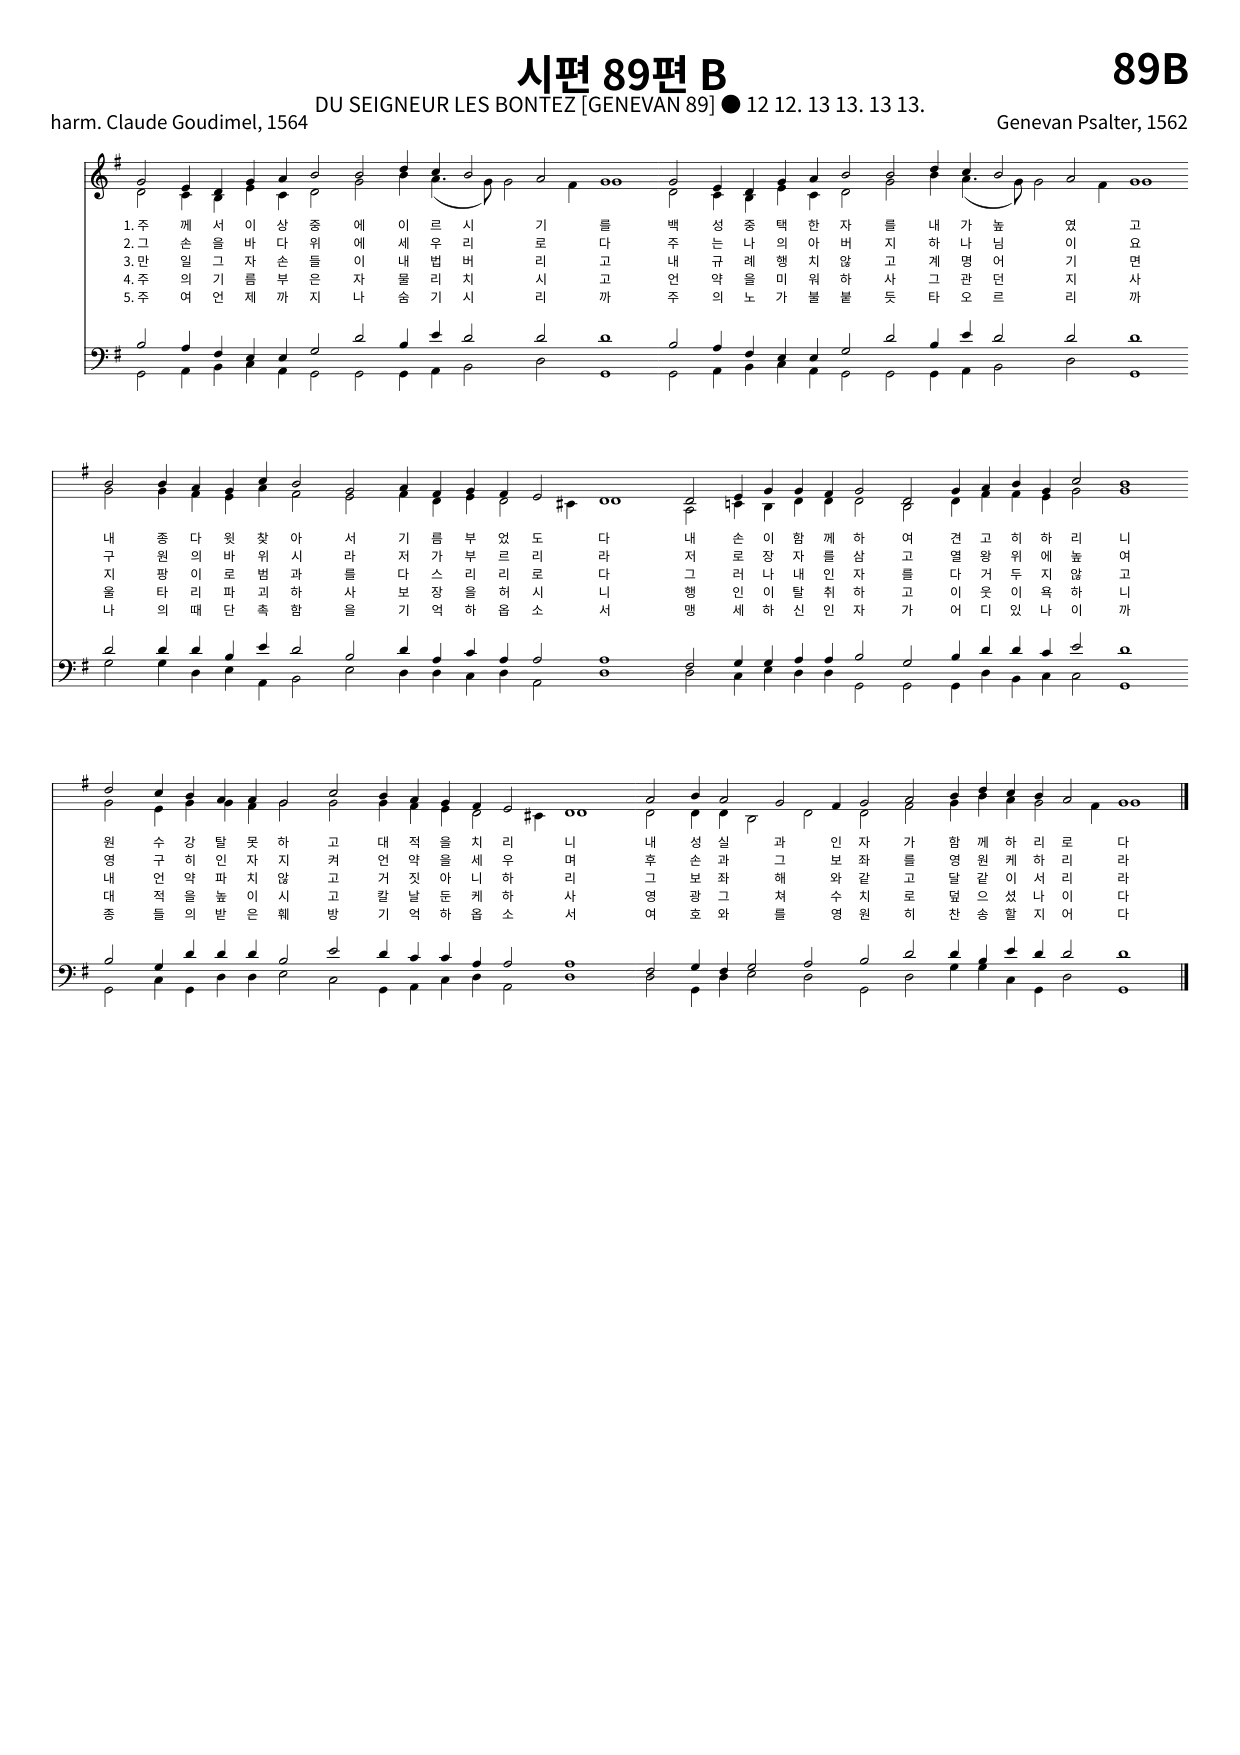 시편 89편 B
89B
DU SEIGNEUR LES BONTEZ [GENEVAN 89] ● 12 12. 13 13. 13 13.
harm. Claude Goudimel, 1564
Genevan Psalter, 1562
1. 주 께 서 이 상 중 에 이 르 시 기 를 백 성 중 택 한 자 를 내 가 높 였 고
2. 그 손 을 바 다 위 에 세 우 리 로 다 주 는 나 의 아 버 지 하 나 님 이 요
3. 만 일 그 자 손 들 이 내 법 버 리 고 내 규 례 행 치 않 고 계 명 어 기 면
4. 주 의 기 름 부 은 자 물 리 치 시 고 언 약 을 미 워 하 사 그 관 던 지 사
5. 주 여 언 제 까 지 나 숨 기 시 리 까 주 의 노 가 불 붙 듯 타 오 르 리 까
내 종 다 윗 찾 아 서 기 름 부 었 도 다 내 손 이 함 께 하 여 견 고 히 하 리 니
구 원 의 바 위 시 라 저 가 부 르 리 라 저 로 장 자 를 삼 고 열 왕 위 에 높 여
지 팡 이 로 범 과 를 다 스 리 리 로 다 그 러 나 내 인 자 를 다 거 두 지 않 고
울 타 리 파 괴 하 사 보 장 을 허 시 니 행 인 이 탈 취 하 고 이 웃 이 욕 하 니
나 의 때 단 촉 함 을 기 억 하 옵 소 서 맹 세 하 신 인 자 가 어 디 있 나 이 까
원 수 강 탈 못 하 고 대 적 을 치 리 니 내 성 실 과 인 자 가 함 께 하 리 로 다
영 구 히 인 자 지 켜 언 약 을 세 우 며 후 손 과 그 보 좌 를 영 원 케 하 리 라
내 언 약 파 치 않 고 거 짓 아 니 하 리 그 보 좌 해 와 같 고 달 같 이 서 리 라
대 적 을 높 이 시 고 칼 날 둔 케 하 사 영 광 그 쳐 수 치 로 덮 으 셨 나 이 다
종 들 의 받 은 훼 방 기 억 하 옵 소 서 여 호 와 를 영 원 히 찬 송 할 지 어 다